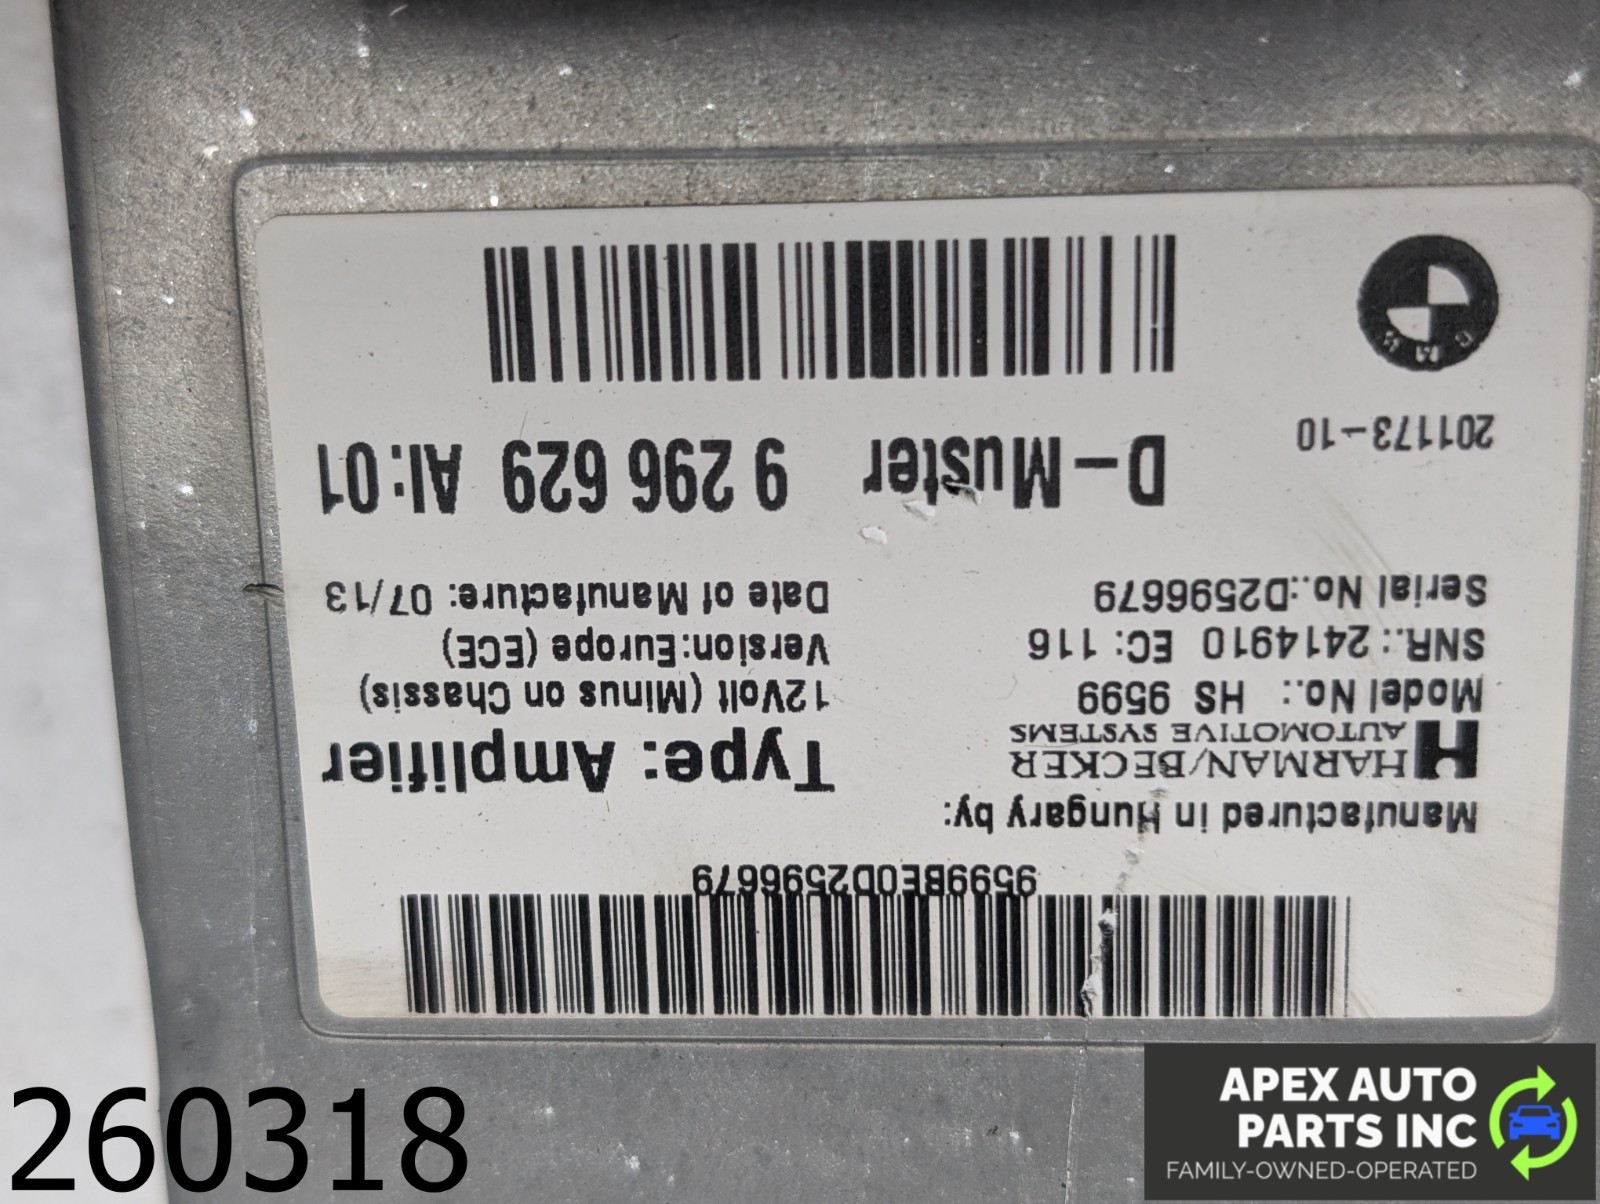 9599BE0D2596679
Manufactured in Hungary by:
HARMAN/BECKER
AUTOMOTIVE SYSTEMS
Model No.: HS 9599
SNR.: 2414910 EC: 116
Serial No.:D2596679
Type: Amplifier
12Volt (Minus on Chassis)
Version:Europe (ECE)
Date of Manufacture: 07/13
D-Muster 9 296 629 AI:01
201173-10
BMW
260318
APEX AUTO
PARTS INC
FAMILY-OWNED-OPERATED